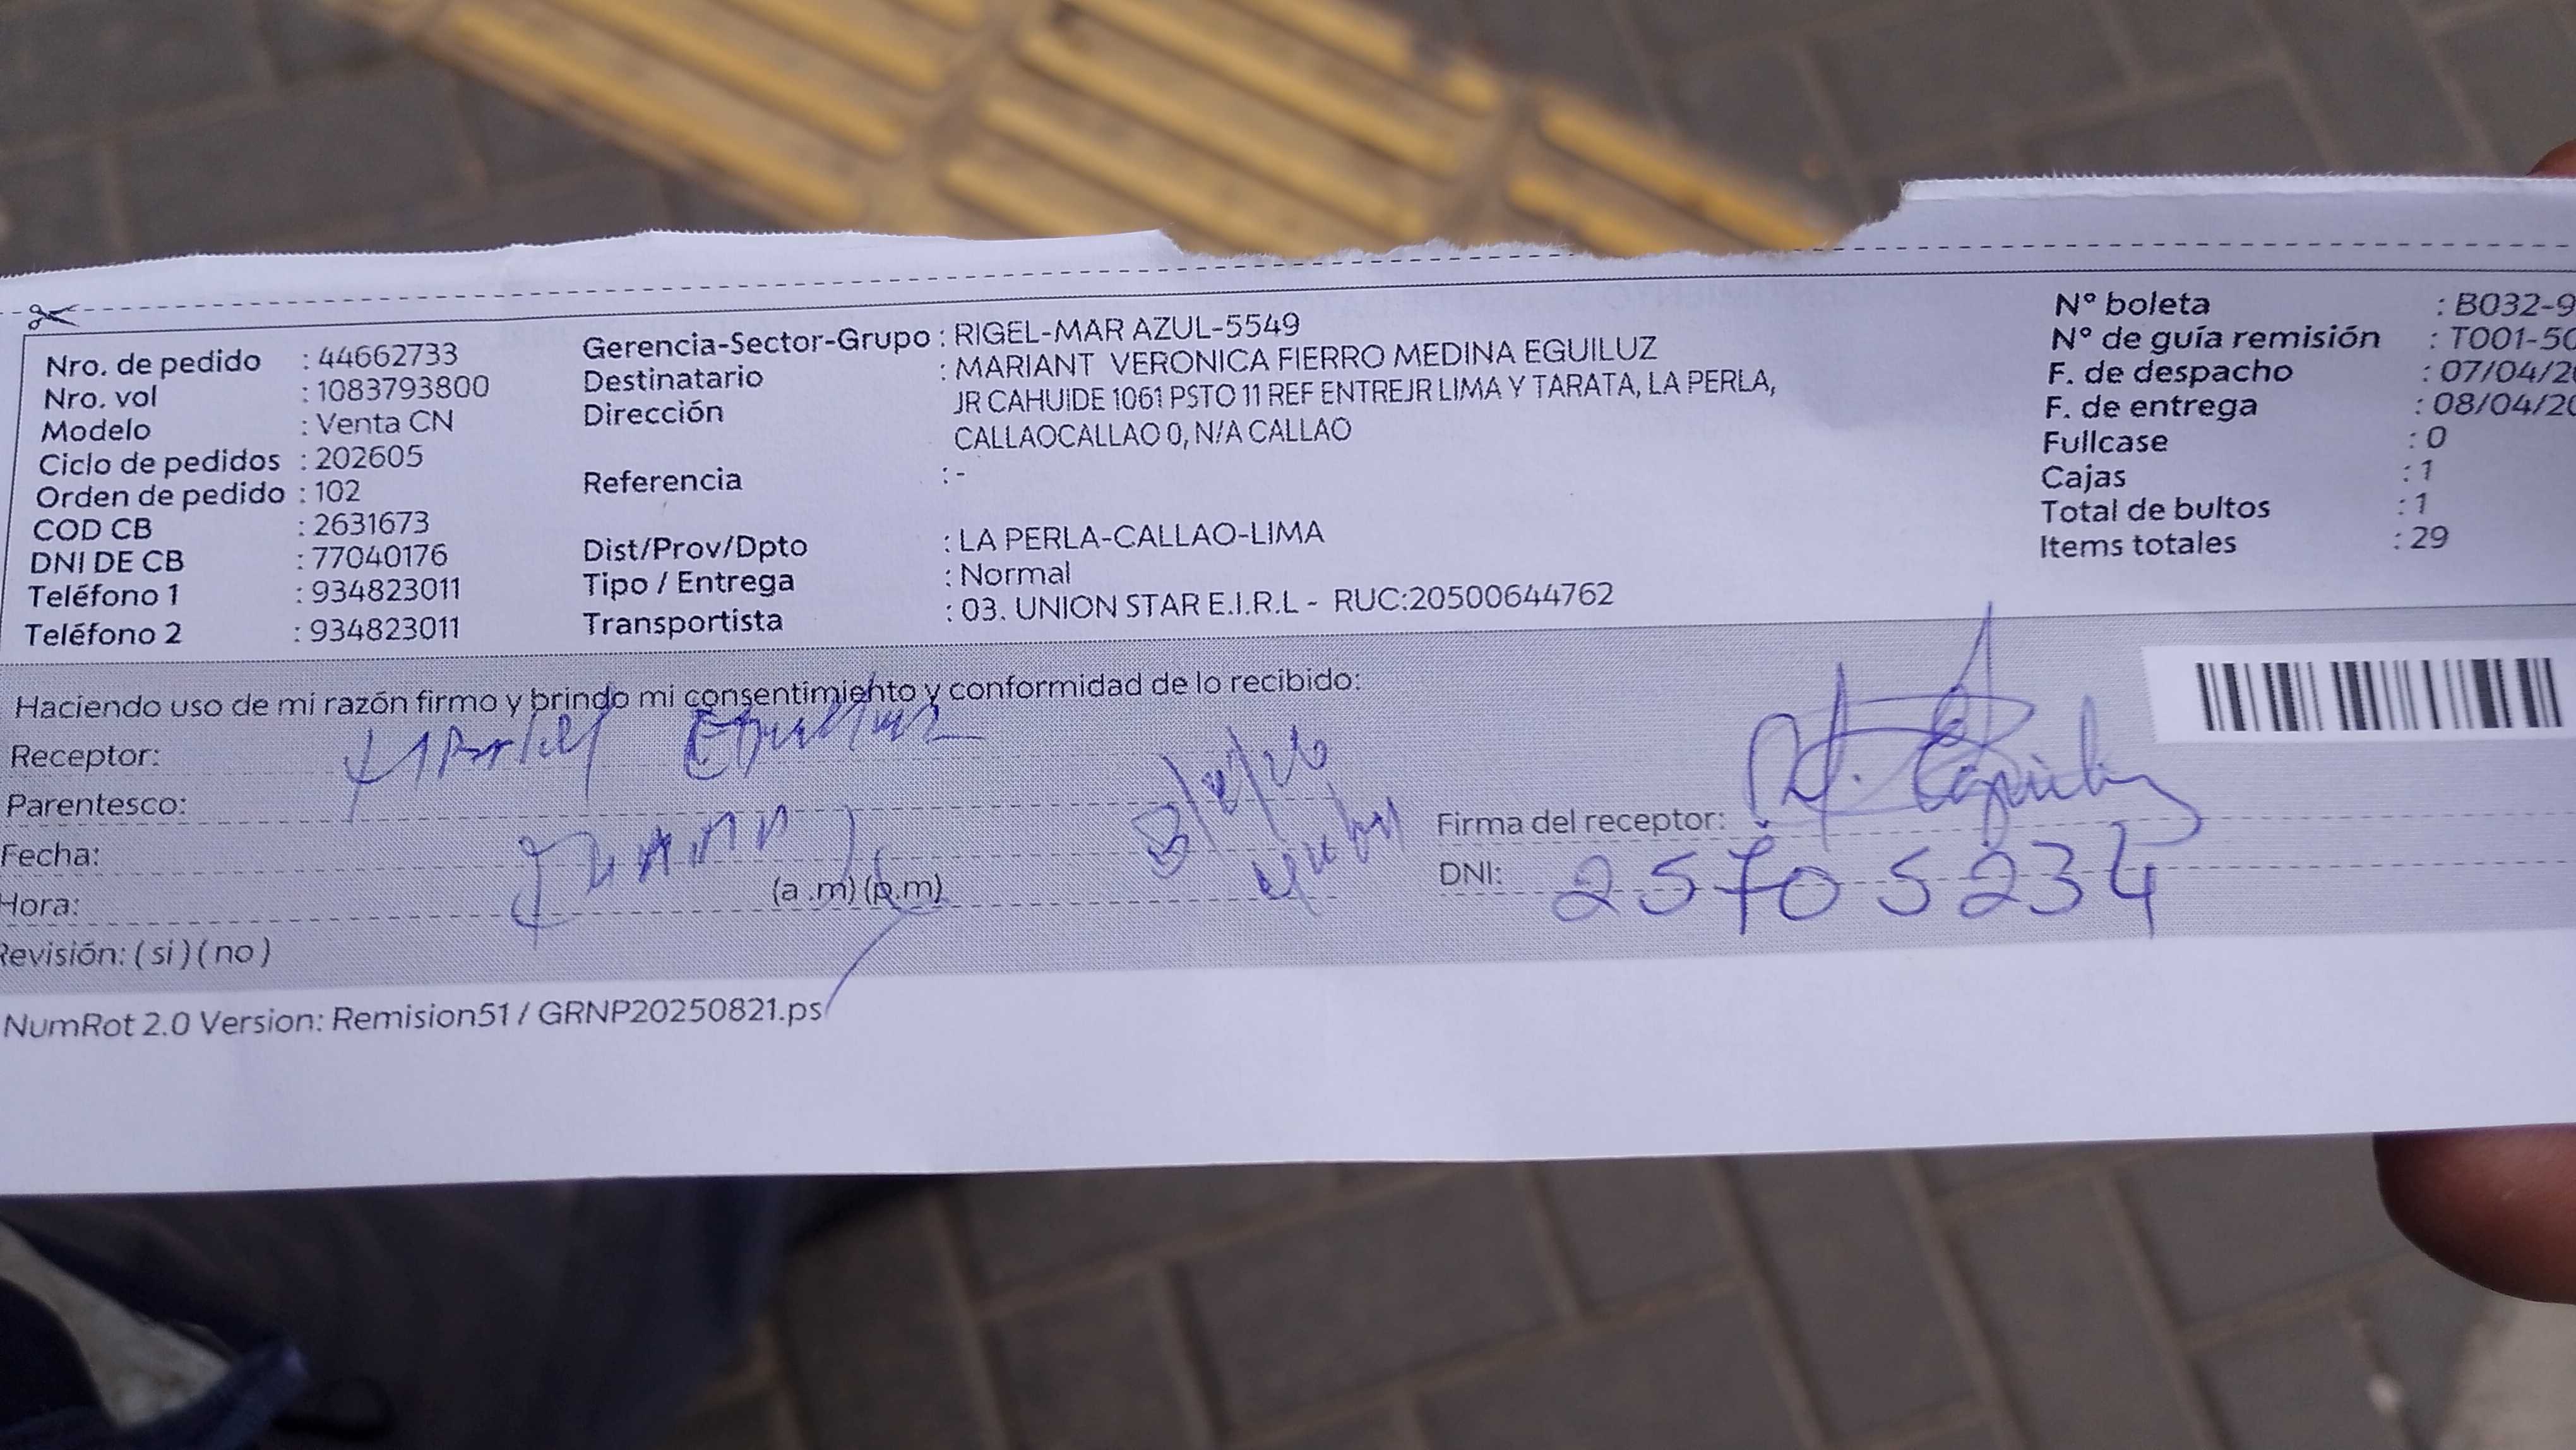 Nro. de pedido : 44662733
Nro. vol : 1083793800
Modelo : Venta CN
Ciclo de pedidos : 202605
Orden de pedido : 102
COD CB : 2631673
DNI DE CB : 77040176
Teléfono 1 : 934823011
Teléfono 2 : 934823011
Gerencia-Sector-Grupo : RIGEL-MAR AZUL-5549
Destinatario : MARIANT VERONICA FIERRO MEDINA EGUILUZ
Dirección : JR CAHUIDE 1061 PSTO 11 REF ENTREJR LIMA Y TARATA, LA PERLA,
CALLAOCALLAO 0, N/A CALLAO
Referencia : -
Dist/Prov/Dpto : LA PERLA-CALLAO-LIMA
Tipo / Entrega : Normal
Transportista : 03. UNION STAR E.I.R.L - RUC:20500644762
Nº boleta : B032-9
Nº de guía remisión : T001-50
F. de despacho : 07/04/20
F. de entrega : 08/04/20
Fullcase : 0
Cajas : 1
Total de bultos : 1
Items totales : 29
Haciendo uso de mi razón firmo y brindo mi consentimiento y conformidad de lo recibido:
Receptor:
Parentesco:
Fecha:
Hora: (a.m) (p.m)
Revisión: ( si ) ( no )
Firma del receptor:
DNI: 25705234
NumRot 2.0 Version: Remision51 / GRNP20250821.ps